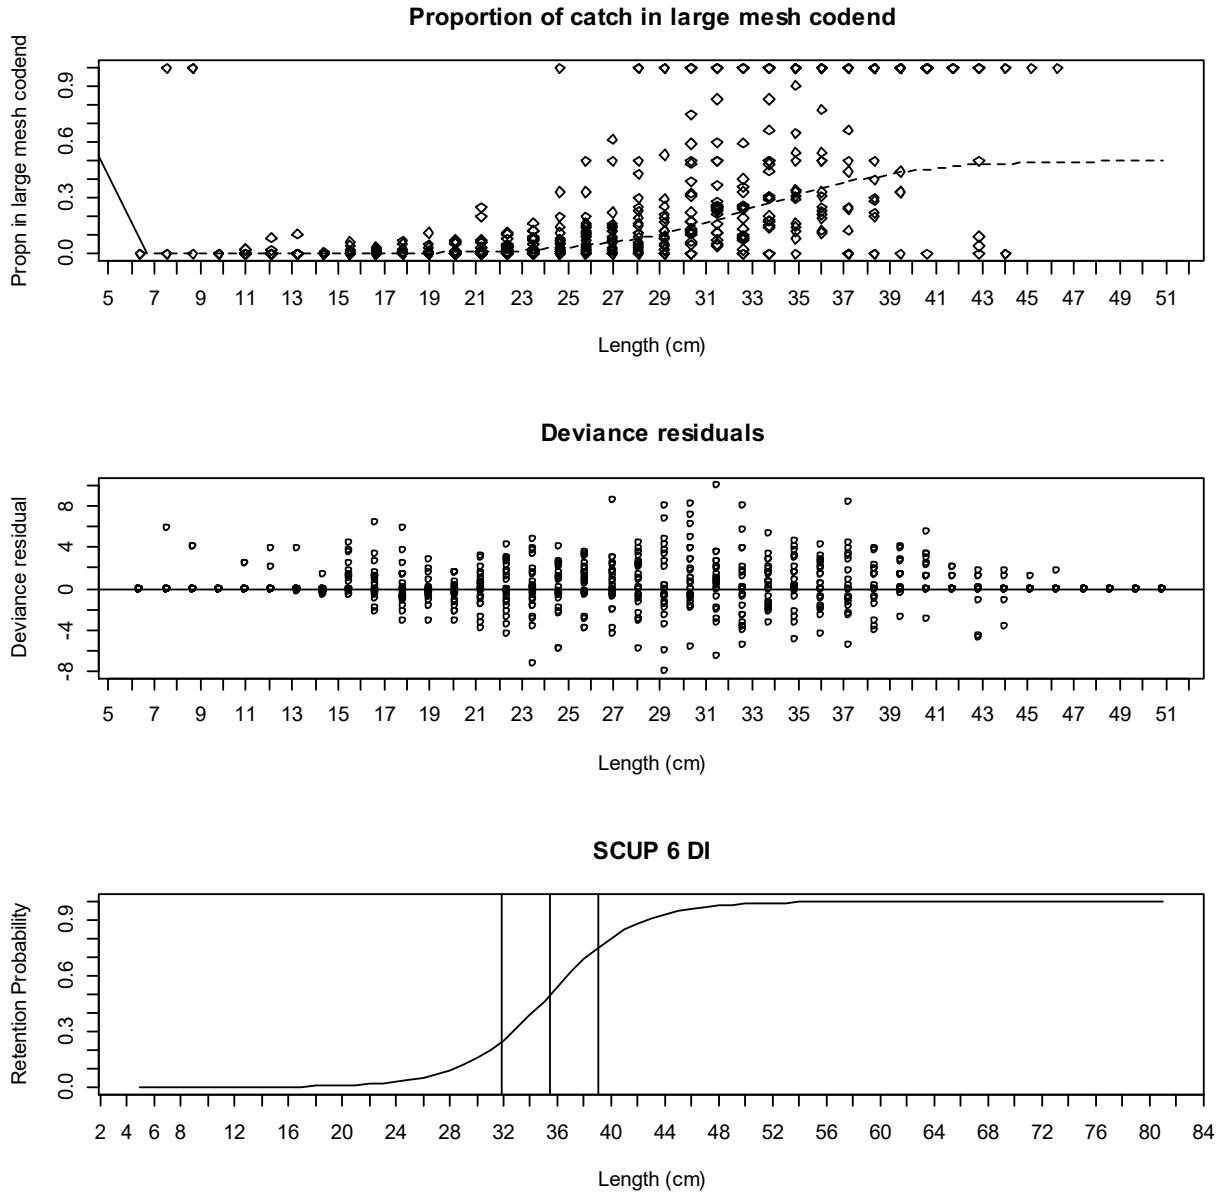 Proportion of catch in large mesh codend
Propn in large mesh codend
0.9
0.6
0.3
0.0
5 7 9 11 13 15 17 19 21 23 25 27 29 31 33 35 37 39 41 43 45 47 49 51
Length (cm)
Deviance residuals
Deviance residual
8
4
0
-4
-8
5 7 9 11 13 15 17 19 21 23 25 27 29 31 33 35 37 39 41 43 45 47 49 51
Length (cm)
SCUP 6 DI
Retention Probability
0.9
0.6
0.3
0.0
2 4 6 8 12 16 20 24 28 32 36 40 44 48 52 56 60 64 68 72 76 80 84
Length (cm)